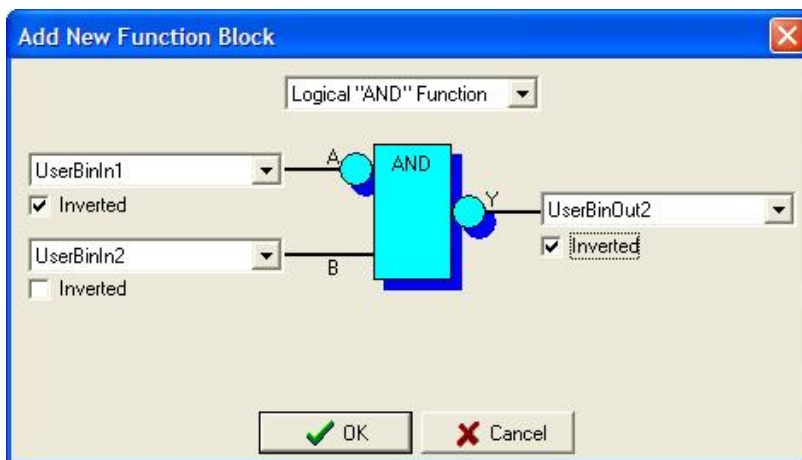 Add New Function Block
Logical "AND" Function
UserBinIn1
Inverted
A
AND
Y
UserBinOut2
Inverted
UserBinIn2
Inverted
B
OK
Cancel